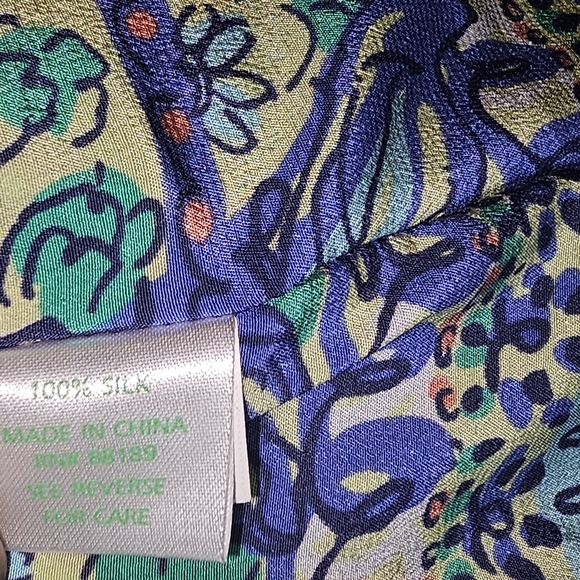 100% SILK
MADE IN CHINA
RN# 88189
SEE REVERSE
FOR CARE